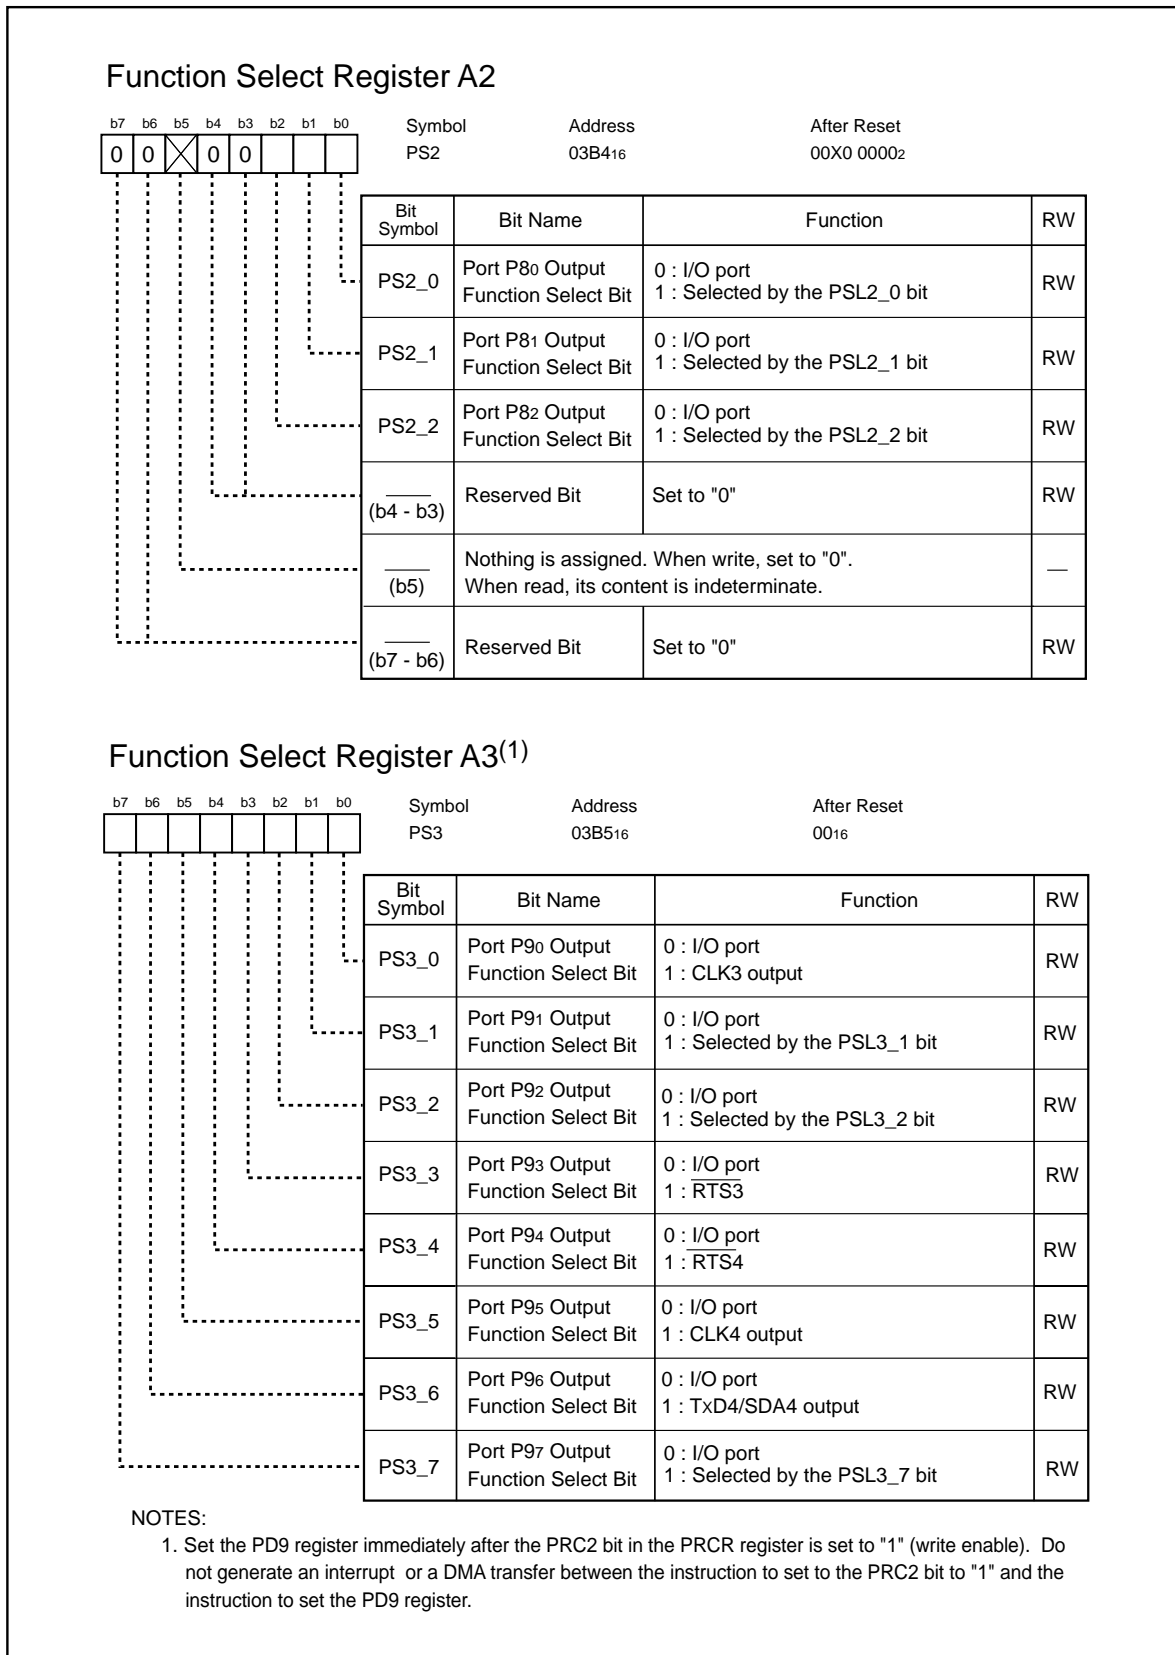 Function Select Register A2
b7 b6 b5 b4 b3 b2 b1 b0 Symbol Address After Reset
0 0 0 0 PS2 03B416 00X0 00002
Bit Symbol Bit Name Function RW
PS2_0 Port P80 Output Function Select Bit 0 : I/O port 1 : Selected by the PSL2_0 bit RW
PS2_1 Port P81 Output Function Select Bit 0 : I/O port 1 : Selected by the PSL2_1 bit RW
PS2_2 Port P82 Output Function Select Bit 0 : I/O port 1 : Selected by the PSL2_2 bit RW
(b4 - b3) Reserved Bit Set to "0" RW
(b5) Nothing is assigned. When write, set to "0". When read, its content is indeterminate. —
(b7 - b6) Reserved Bit Set to "0" RW
Function Select Register A3(1)
b7 b6 b5 b4 b3 b2 b1 b0 Symbol Address After Reset
PS3 03B516 0016
Bit Symbol Bit Name Function RW
PS3_0 Port P90 Output Function Select Bit 0 : I/O port 1 : CLK3 output RW
PS3_1 Port P91 Output Function Select Bit 0 : I/O port 1 : Selected by the PSL3_1 bit RW
PS3_2 Port P92 Output Function Select Bit 0 : I/O port 1 : Selected by the PSL3_2 bit RW
PS3_3 Port P93 Output Function Select Bit 0 : I/O port 1 : RTS3 RW
PS3_4 Port P94 Output Function Select Bit 0 : I/O port 1 : RTS4 RW
PS3_5 Port P95 Output Function Select Bit 0 : I/O port 1 : CLK4 output RW
PS3_6 Port P96 Output Function Select Bit 0 : I/O port 1 : TxD4/SDA4 output RW
PS3_7 Port P97 Output Function Select Bit 0 : I/O port 1 : Selected by the PSL3_7 bit RW
NOTES:
1. Set the PD9 register immediately after the PRC2 bit in the PRCR register is set to "1" (write enable). Do
not generate an interrupt or a DMA transfer between the instruction to set to the PRC2 bit to "1" and the
instruction to set the PD9 register.